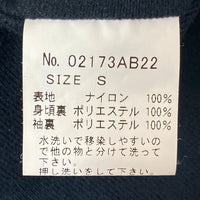 No. 02173AB22
SIZE S
表地 ナイロン 100%
身頃裏 ポリエステル 100%
袖裏 ポリエステル 100%
水洗いで移染しやすいの
で他の物と分けて洗って
下さい。
押し洗いをして下さい